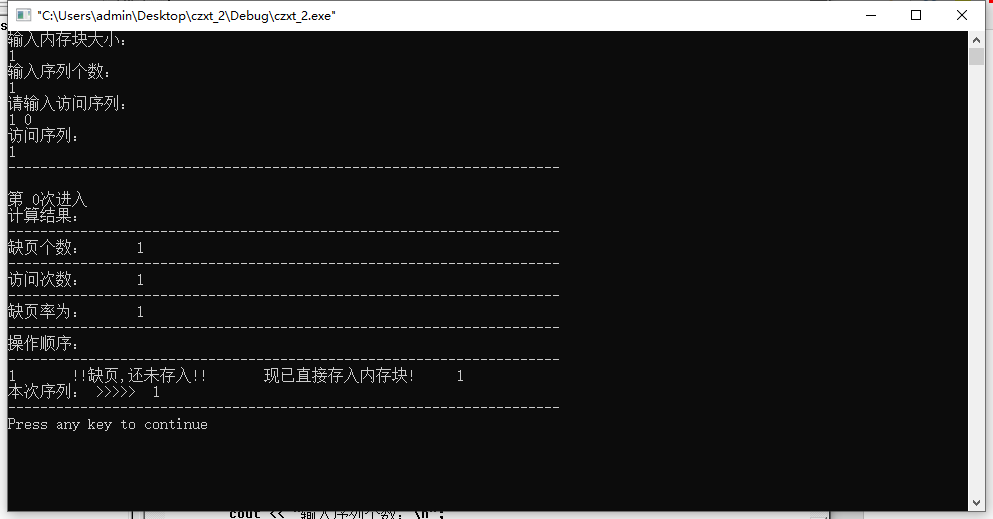 "C:\Users\admin\Desktop\czxt_2\Debug\czxt_2.exe"
输入内存块大小：
1
输入序列个数：
1
请输入访问序列：
1 0
访问序列：
1
---------------------------------------------------------------------
第 0次进入
计算结果：
---------------------------------------------------------------------
缺页个数： 1
---------------------------------------------------------------------
访问次数： 1
---------------------------------------------------------------------
缺页率为： 1
---------------------------------------------------------------------
操作顺序：
---------------------------------------------------------------------
1 !!缺页,还未存入!! 现已直接存入内存块! 1
本次序列： >>>>> 1
---------------------------------------------------------------------
Press any key to continue
cout << "输入序列个数：\n";